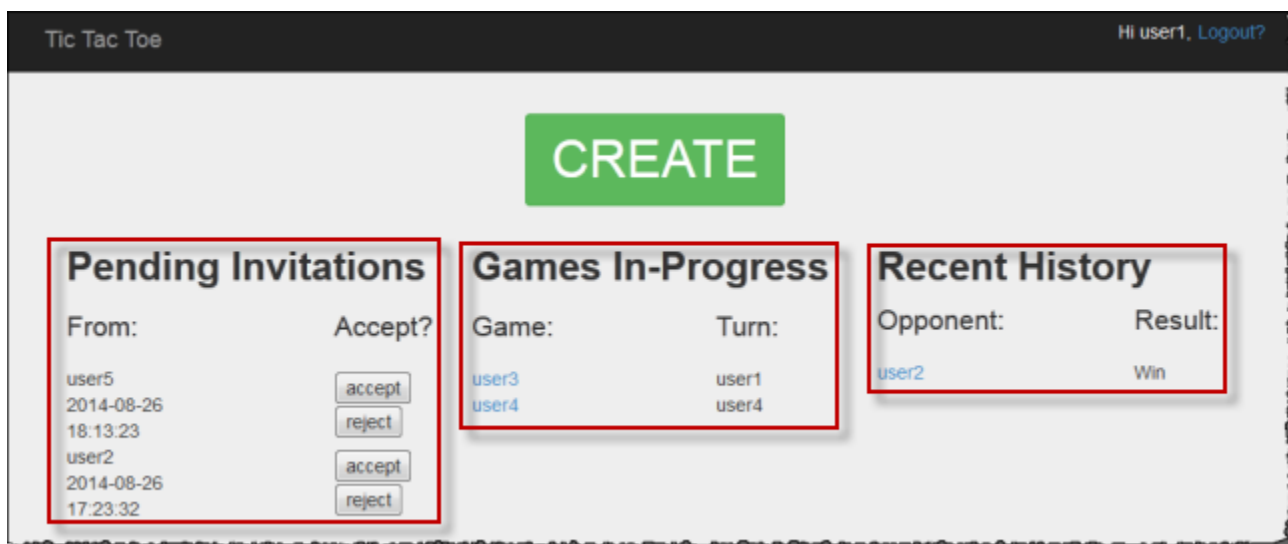 Tic Tac Toe
Hi user1, Logout?
CREATE
Pending Invitations
From: Accept?
user5
2014-08-26
18:13:23
accept
reject
user2
2014-08-26
17:23:32
accept
reject
Games In-Progress
Game: Turn:
user3 user1
user4 user4
Recent History
Opponent: Result:
user2 Win